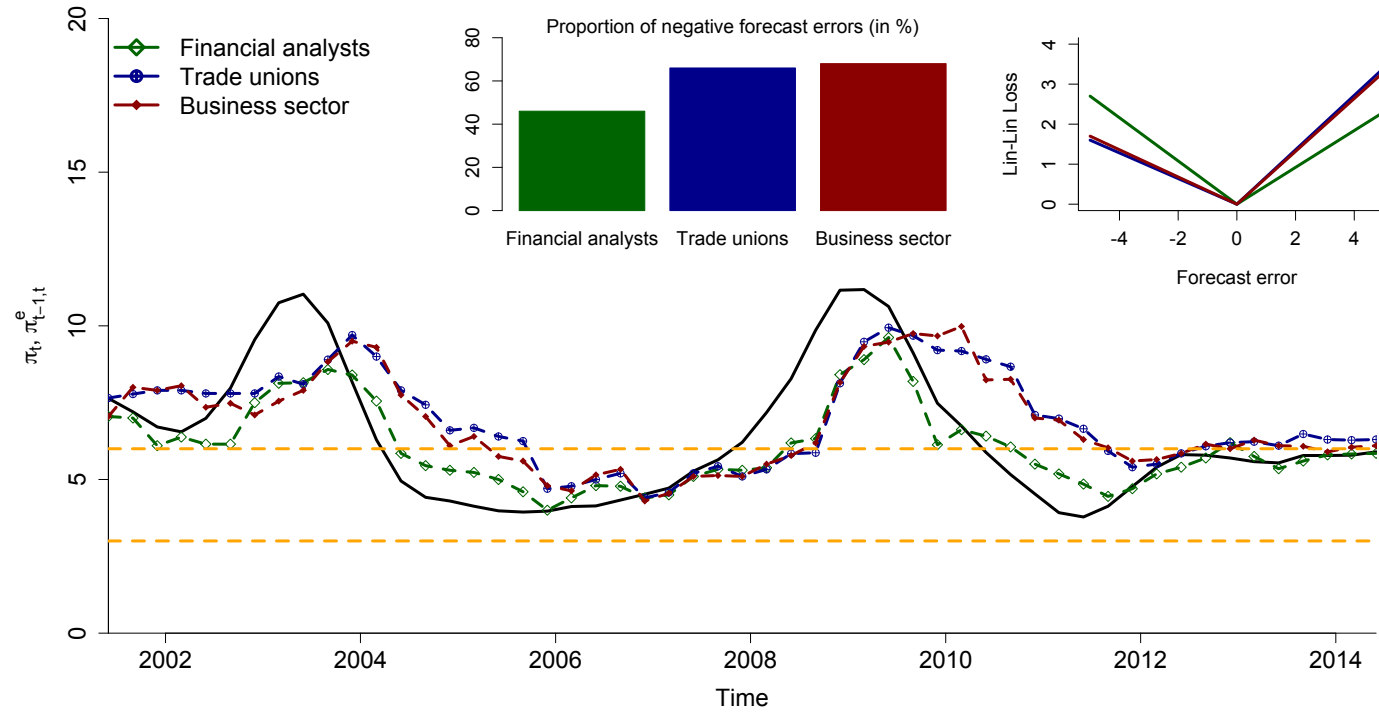 Financial analysts
Trade unions
Business sector
20
15
10
5
0
π_t, π^e_{t−1,t}
2002
2004
2006
2008
2010
2012
2014
Time
Proportion of negative forecast errors (in %)
80
60
40
20
0
Financial analysts
Trade unions
Business sector
4
3
2
1
0
Lin-Lin Loss
-4
-2
0
2
4
Forecast error